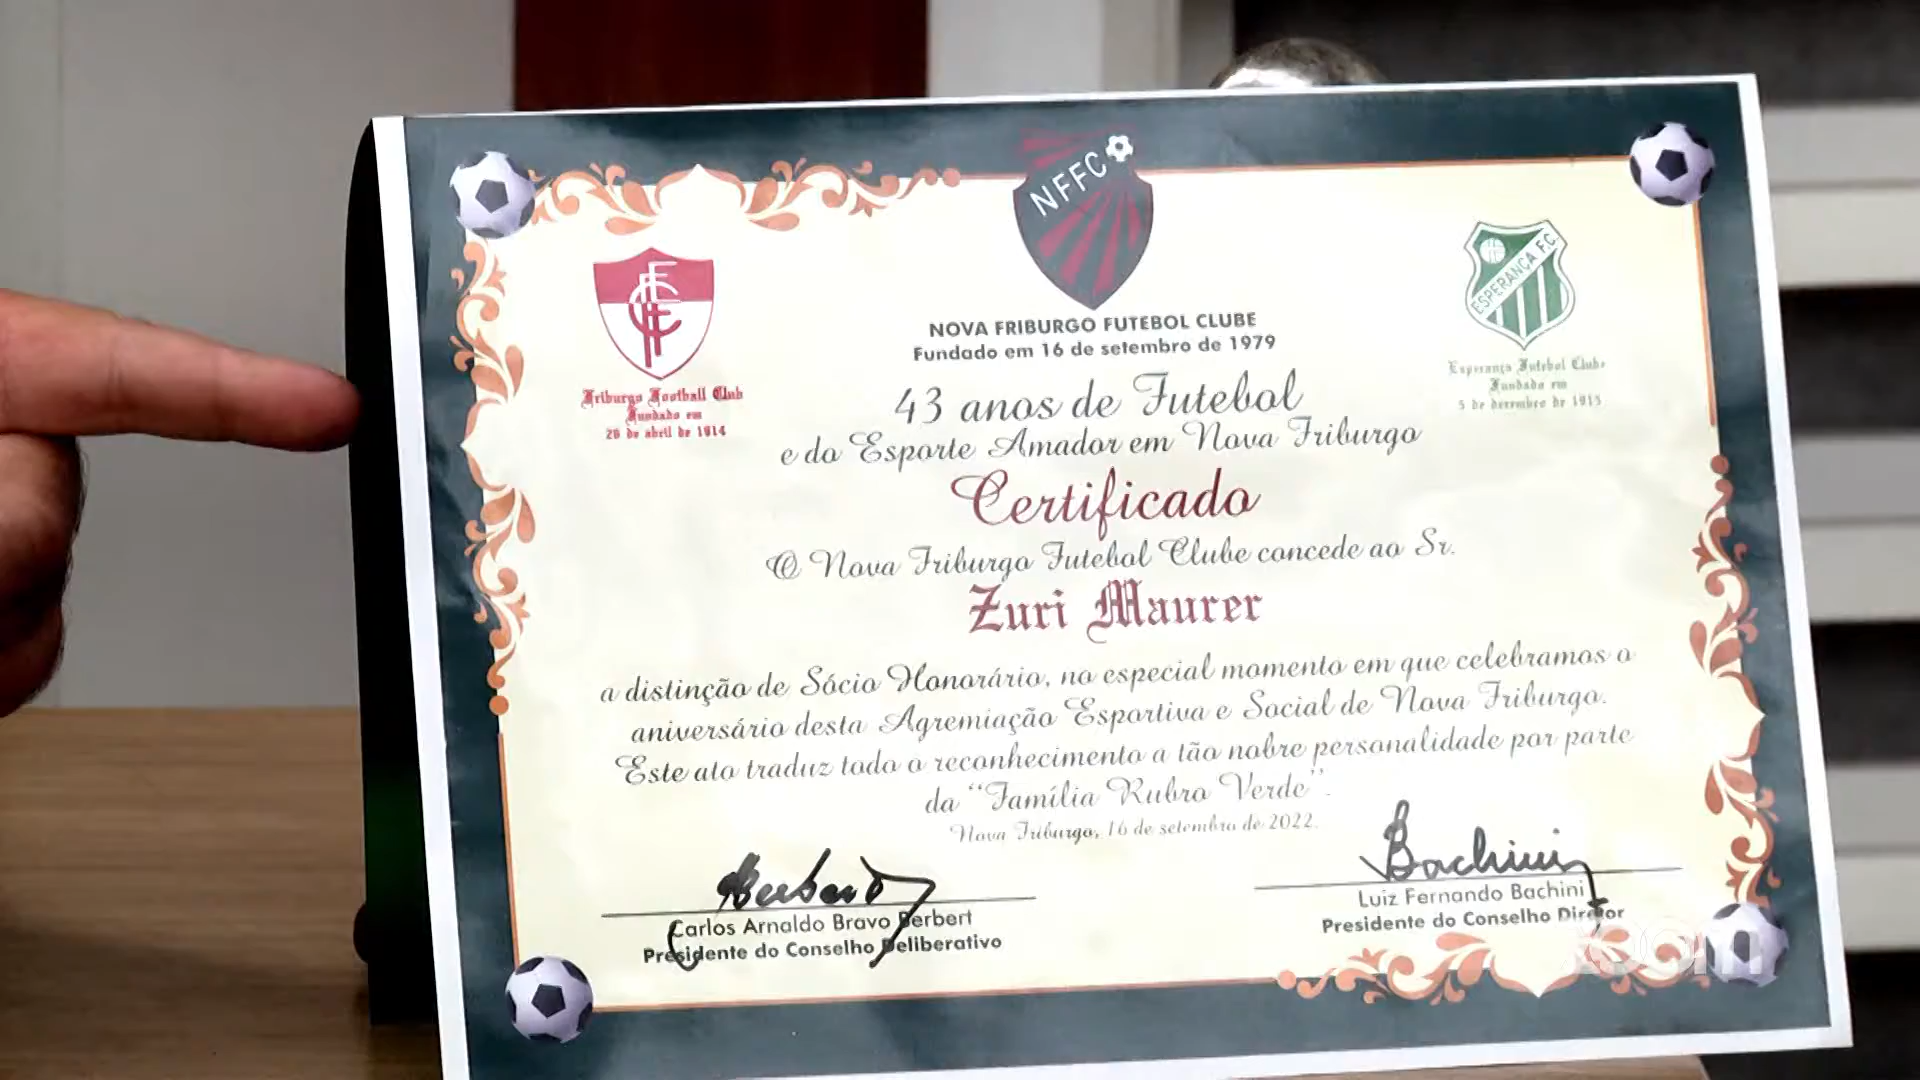 NFFC
FFC
ESPERANÇA F.C.
NOVA FRIBURGO FUTEBOL CLUBE
Fundado em 16 de setembro de 1979
Friburgo Football Club
Fundado em
26 de abril de 1914
Esperança Futebol Clube
Fundado em
5 de dezembro de 1915
43 anos de Futebol
e do Esporte Amador em Nova Friburgo
Certificado
O Nova Friburgo Futebol Clube concede ao Sr.
Zuri Maurer
a distinção de Sócio Honorário, no especial momento em que celebramos o
aniversário desta Agremiação Esportiva e Social de Nova Friburgo.
Este ato traduz todo o reconhecimento a tão nobre personalidade por parte
da “Família Rubro Verde”.
Nova Friburgo, 16 de setembro de 2022.
Berbert
Carlos Arnaldo Bravo Berbert
Presidente do Conselho Deliberativo
Bachini
Luiz Fernando Bachini
Presidente do Conselho Diretor
ZOOM